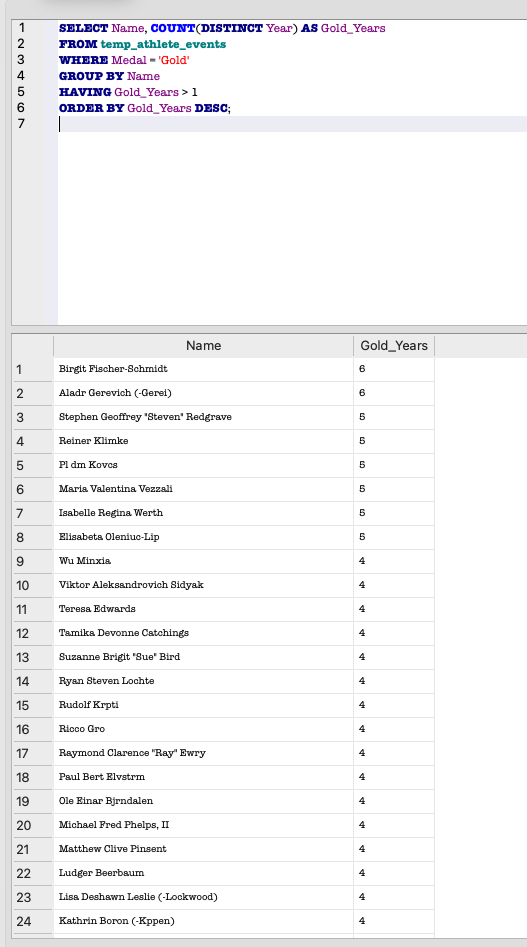 1 SELECT Name, COUNT(DISTINCT Year) AS Gold_Years
2 FROM temp_athlete_events
3 WHERE Medal = 'Gold'
4 GROUP BY Name
5 HAVING Gold_Years > 1
6 ORDER BY Gold_Years DESC;
7
Name Gold_Years
1 Birgit Fischer-Schmidt 6
2 Aladr Gerevich (-Gerei) 6
3 Stephen Geoffrey "Steven" Redgrave 5
4 Reiner Klimke 5
5 Pl dm Kovcs 5
6 Maria Valentina Vezzali 5
7 Isabelle Regina Werth 5
8 Elisabeta Oleniuc-Lip 5
9 Wu Minxia 4
10 Viktor Aleksandrovich Sidyak 4
11 Teresa Edwards 4
12 Tamika Devonne Catchings 4
13 Suzanne Brigit "Sue" Bird 4
14 Ryan Steven Lochte 4
15 Rudolf Krpti 4
16 Ricco Gro 4
17 Raymond Clarence "Ray" Ewry 4
18 Paul Bert Elvstrm 4
19 Ole Einar Bjrndalen 4
20 Michael Fred Phelps, II 4
21 Matthew Clive Pinsent 4
22 Ludger Beerbaum 4
23 Lisa Deshawn Leslie (-Lockwood) 4
24 Kathrin Boron (-Kppen) 4